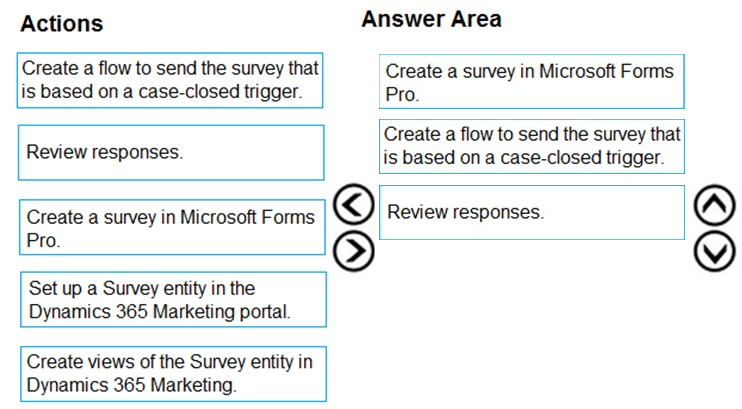 Actions
Create a flow to send the survey that
is based on a case-closed trigger.
Review responses.
Create a survey in Microsoft Forms
Pro.
Set up a Survey entity in the
Dynamics 365 Marketing portal.
Create views of the Survey entity in
Dynamics 365 Marketing.
Answer Area
Create a survey in Microsoft Forms
Pro.
Create a flow to send the survey that
is based on a case-closed trigger.
Review responses.